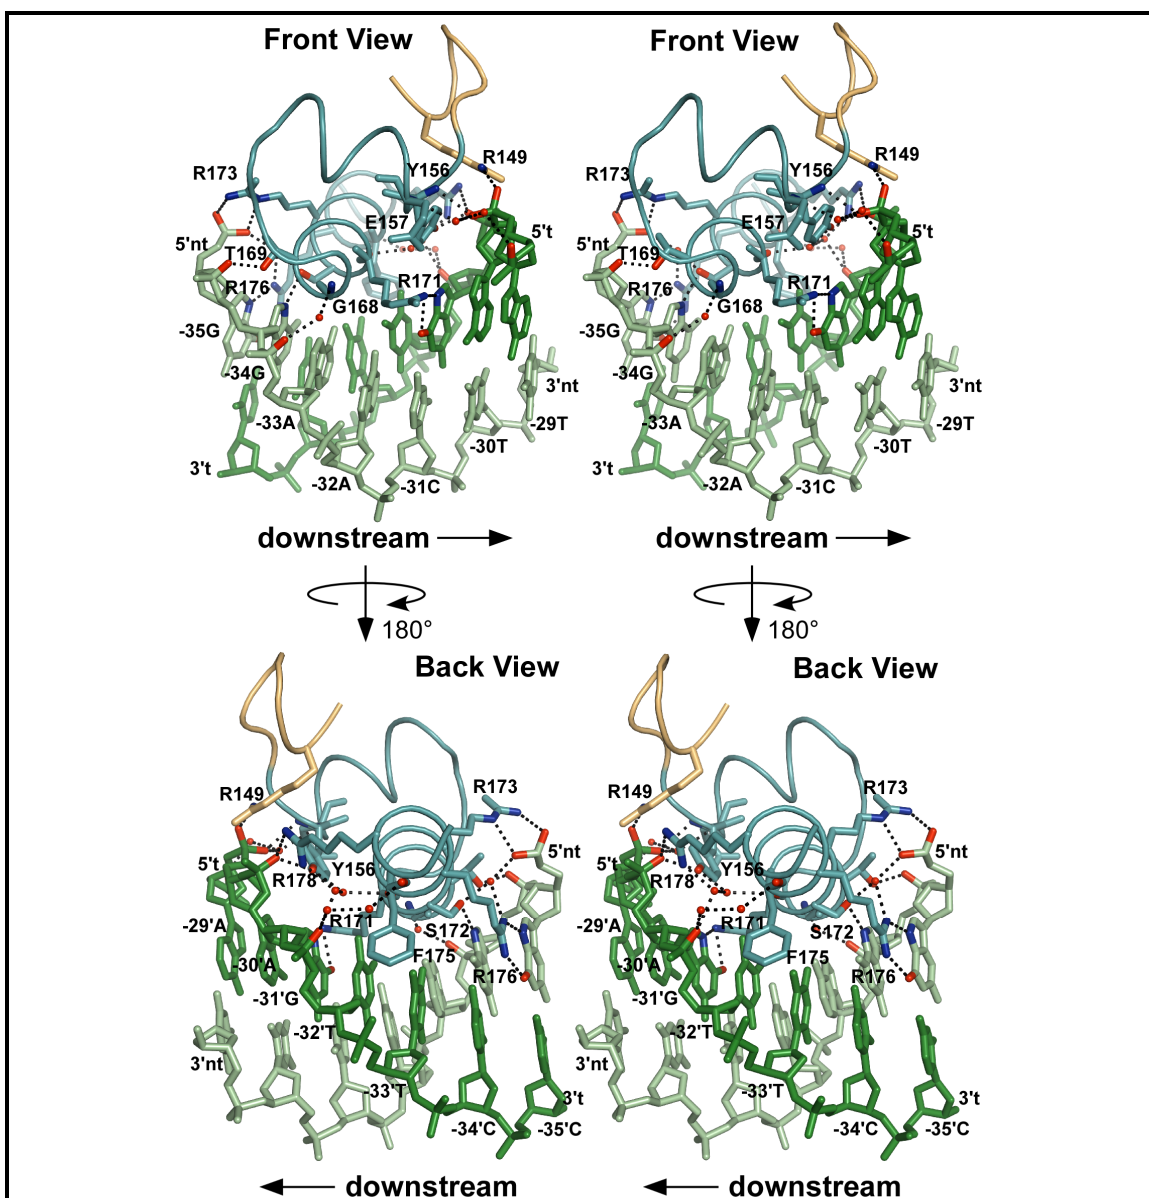 Front View
Front View
R149
R149
Y156
Y156
R173
R173
E157
E157
5'nt
5'nt
5't
5't
T169
T169
R171
R171
R176
R176
G168
G168
-35G
-35G
-34G
-34G
3'nt
3'nt
-33A
-33A
-29T
-29T
-30T
-30T
3't
3't
-32A
-31C
-32A
-31C
downstream
downstream
180°
180°
Back View
Back View
R149
R173
R149
R173
5't
Y156
5'nt
5't
Y156
5'nt
R178
R178
-29'A
R171
S172
-29'A
R171
S172
-30'A
F175
-30'A
F175
R176
R176
-31'G
-31'G
-32'T
-32'T
3'nt
3'nt
-33'T
3't
-33'T
3't
-34'C
-35'C
-34'C
-35'C
downstream
downstream